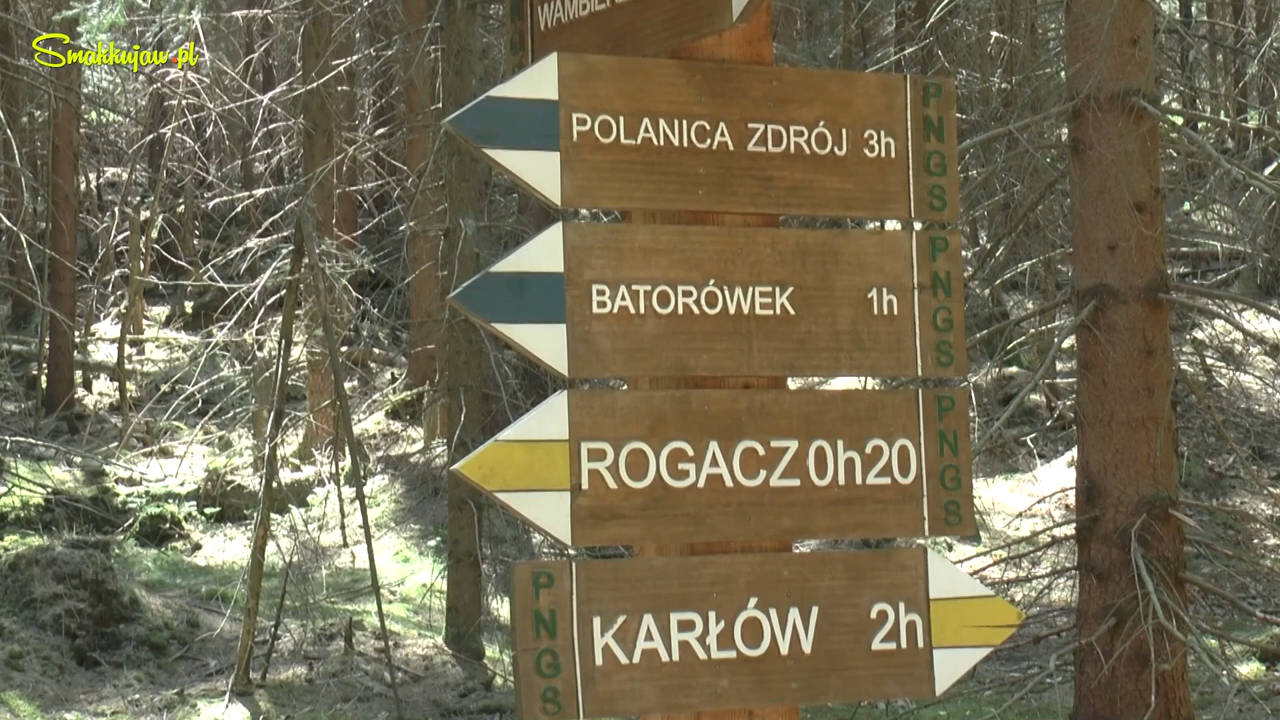 Smakkujaw.pl
POLANICA ZDRÓJ 3h
PNGS
BATORÓWEK 1h
PNGS
ROGACZ 0h20
PNGS
PNGS
KARŁÓW 2h